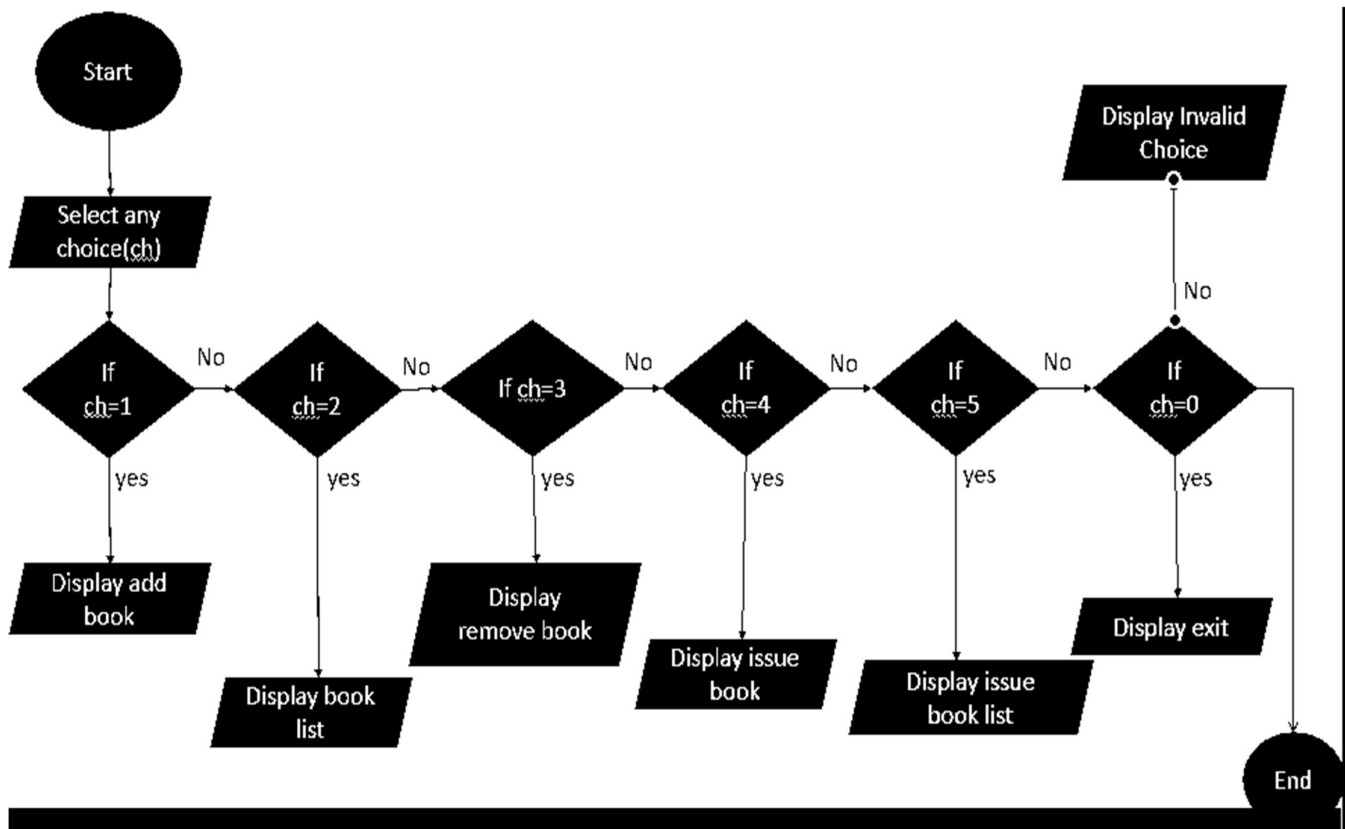 Start
Display Invalid
Choice
Select any
choice(ch)
No
If
ch=1
No
If
ch=2
No
If ch=3
No
If
ch=4
No
If
ch=5
No
If
ch=0
yes
yes
yes
yes
yes
yes
Display add
book
Display
remove book
Display exit
Display issue
book
Display book
list
Display issue
book list
End